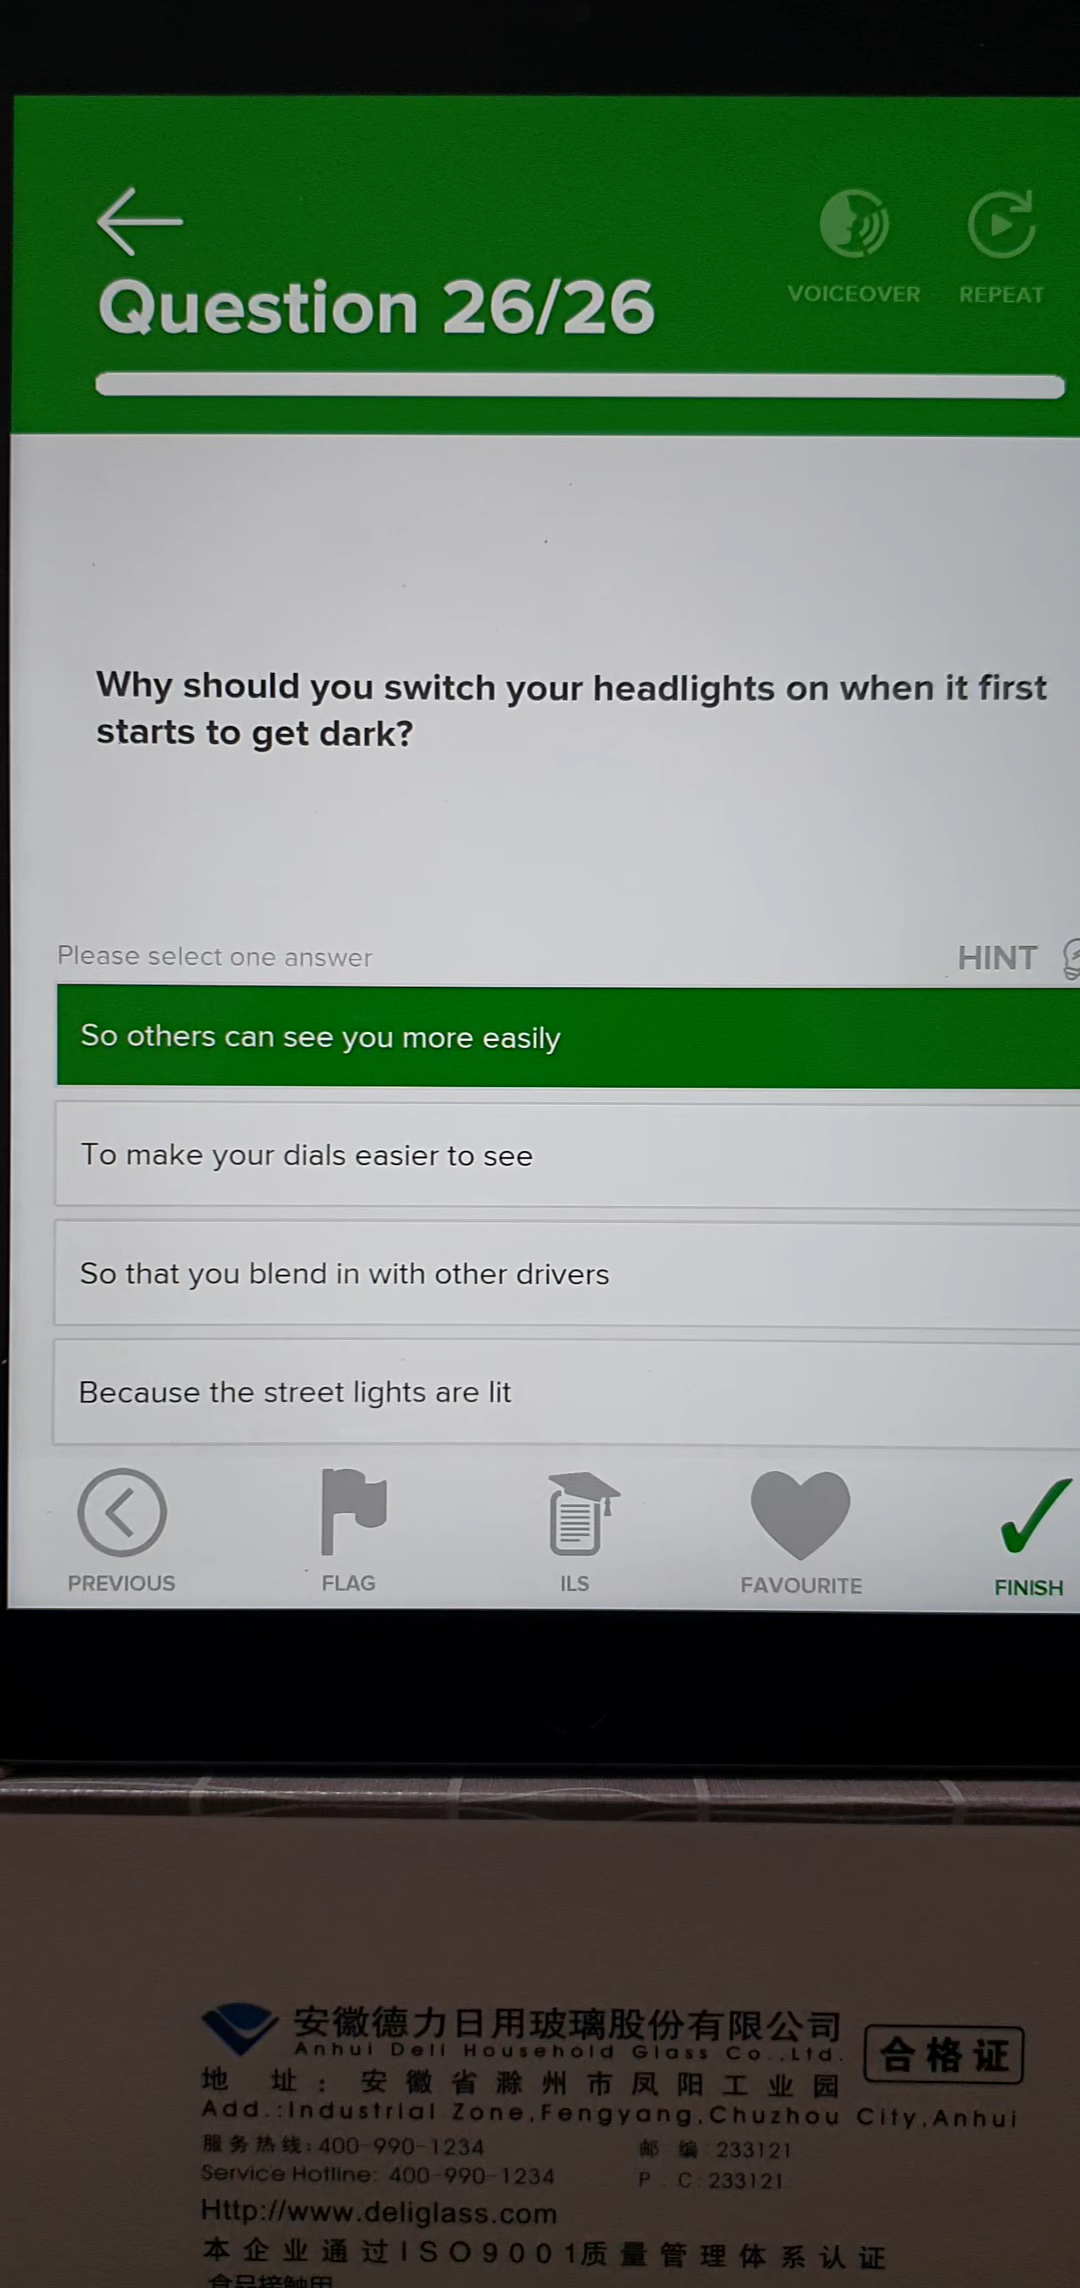 VOICEOVER REPEAT
Question 26/26
Why should you switch your headlights on when it first
starts to get dark?
Please select one answer HINT
So others can see you more easily
To make your dials easier to see
So that you blend in with other drivers
Because the street lights are lit
PREVIOUS FLAG ILS FAVOURITE FINISH
安徽德力日用玻璃股份有限公司
Anhui Deli Household Glass Co.,Ltd.
合格证
地 址：安徽省滁州市凤阳工业园
Add.:Industrial Zone,Fengyang,Chuzhou City,Anhui
服务热线:400-990-1234 邮 编:233121
Service Hotline: 400-990-1234 P.C:233121
Http://www.deliglass.com
本企业通过ISO9001质量管理体系认证
食品接触用